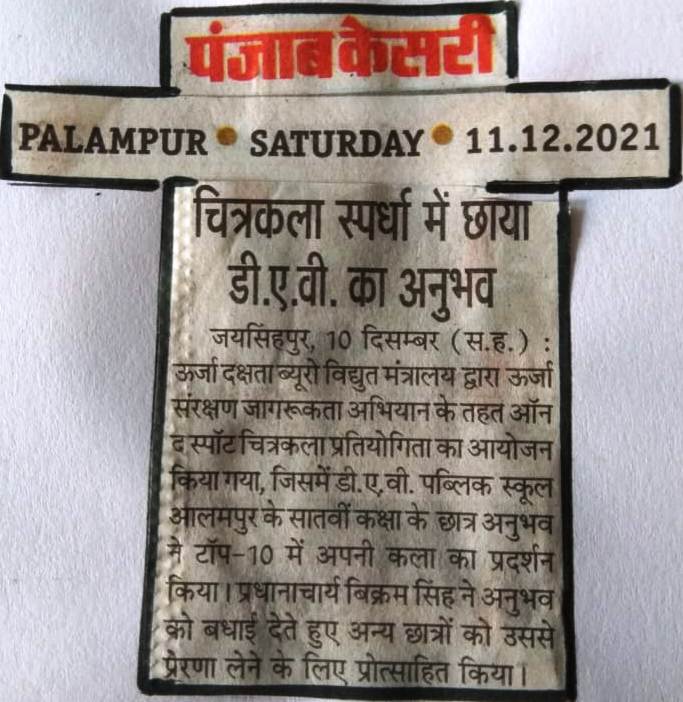 पंजाब केसरी
PALAMPUR • SATURDAY • 11.12.2021
चित्रकला स्पर्धा में छाया
डी.ए.वी. का अनुभव
जयसिंहपुर, 10 दिसम्बर (स.ह.) :
ऊर्जा दक्षता ब्यूरो विद्युत मंत्रालय द्वारा ऊर्जा
संरक्षण जागरूकता अभियान के तहत ऑन
द स्पॉट चित्रकला प्रतियोगिता का आयोजन
किया गया, जिसमें डी.ए.वी. पब्लिक स्कूल
आलमपुर के सातवीं कक्षा के छात्र अनुभव
ने टॉप-10 में अपनी कला का प्रदर्शन
किया। प्रधानाचार्य बिक्रम सिंह ने अनुभव
को बधाई देते हुए अन्य छात्रों को उससे
प्रेरणा लेने के लिए प्रोत्साहित किया।